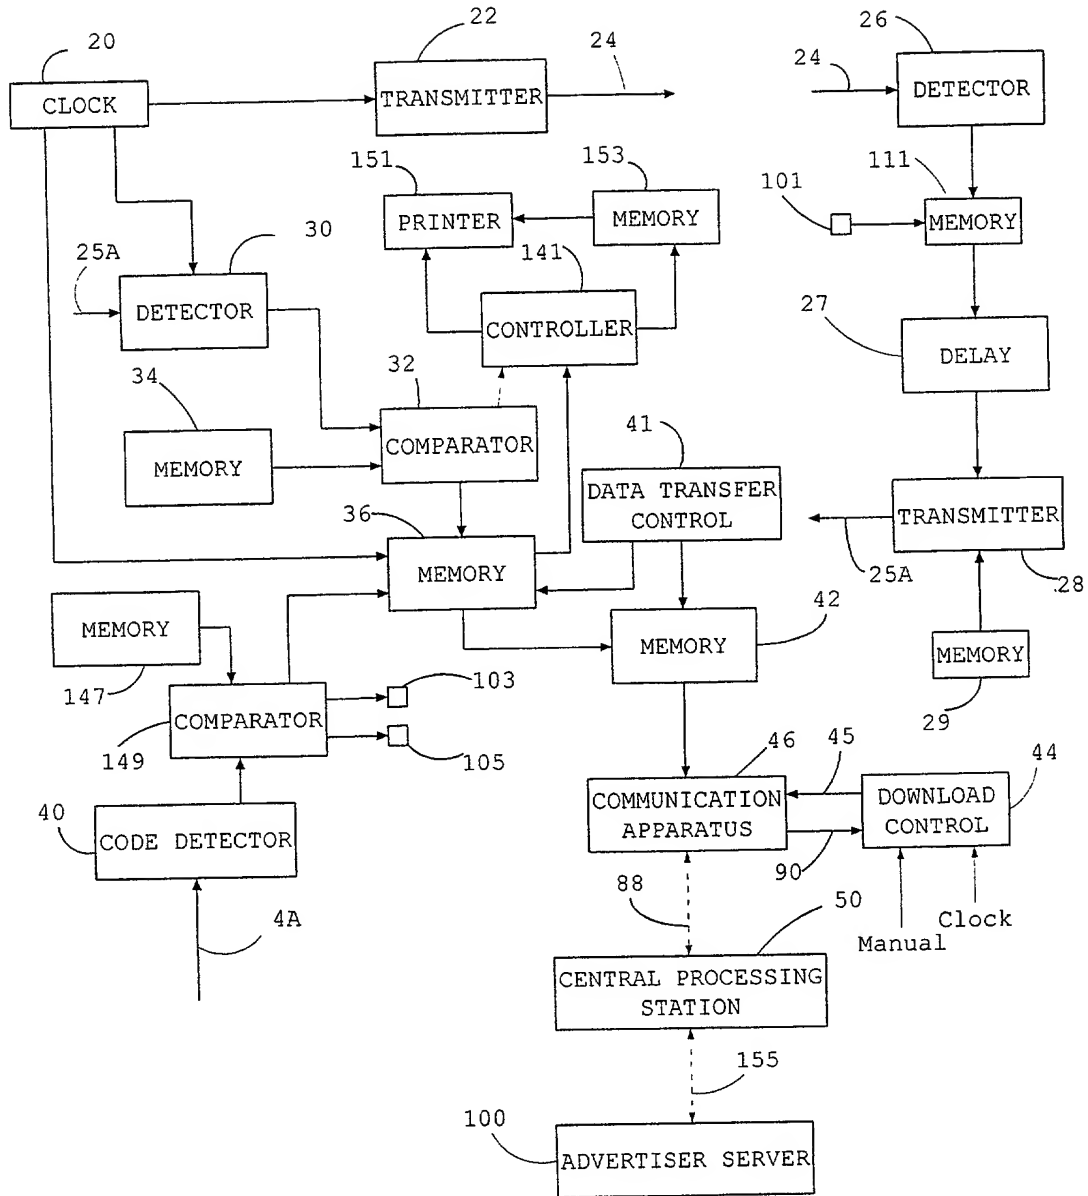 22
26
20
24
24
CLOCK
TRANSMITTER
DETECTOR
151
153
111
101
PRINTER
MEMORY
MEMORY
30
141
25A
DETECTOR
CONTROLLER
27
DELAY
34
32
MEMORY
COMPARATOR
41
DATA TRANSFER
CONTROL
36
TRANSMITTER
MEMORY
25A
.28
42
MEMORY
MEMORY
MEMORY
147
103
29
COMPARATOR
149
105
46
45
44
COMMUNICATION
APPARATUS
DOWNLOAD
CONTROL
40
CODE DETECTOR
90
88
50
4A
Clock
Manual
CENTRAL PROCESSING
STATION
155
100
ADVERTISER SERVER